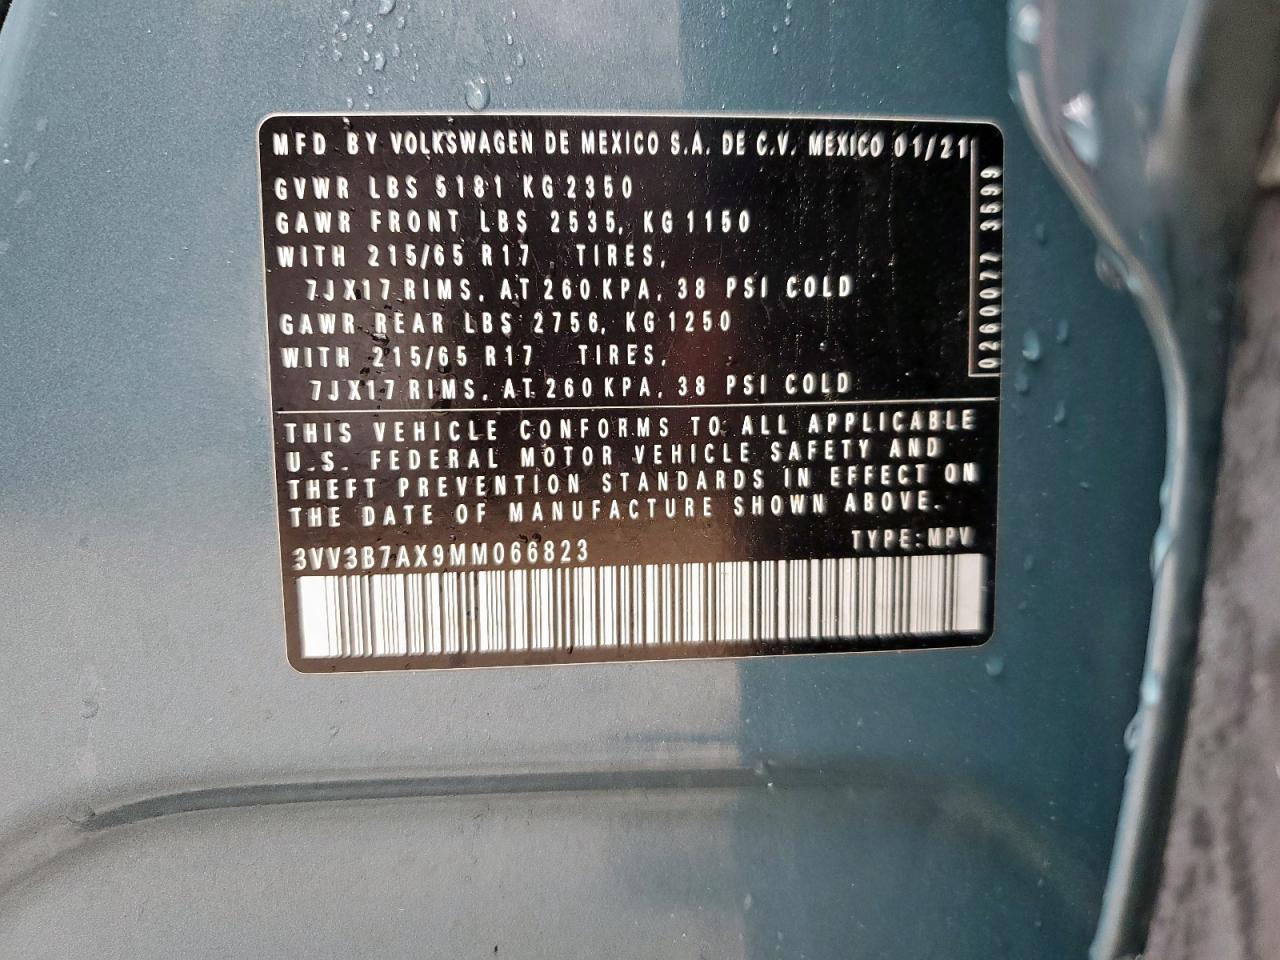 MFD BY VOLKSWAGEN DE MEXICO S.A. DE C.V. MEXICO 01/21
GVWR LBS 5181 KG 2350
GAWR FRONT LBS 2535, KG 1150
WITH 215/65 R17 TIRES,
7JX17 RIMS, AT 260 KPA, 38 PSI COLD
GAWR REAR LBS 2756, KG 1250
WITH 215/65 R17 TIRES,
7JX17 RIMS, AT 260 KPA, 38 PSI COLD
0260077 3599
THIS VEHICLE CONFORMS TO ALL APPLICABLE
U.S. FEDERAL MOTOR VEHICLE SAFETY AND
THEFT PREVENTION STANDARDS IN EFFECT ON
THE DATE OF MANUFACTURE SHOWN ABOVE.
3VV3B7AX9MM066823 TYPE: MPV